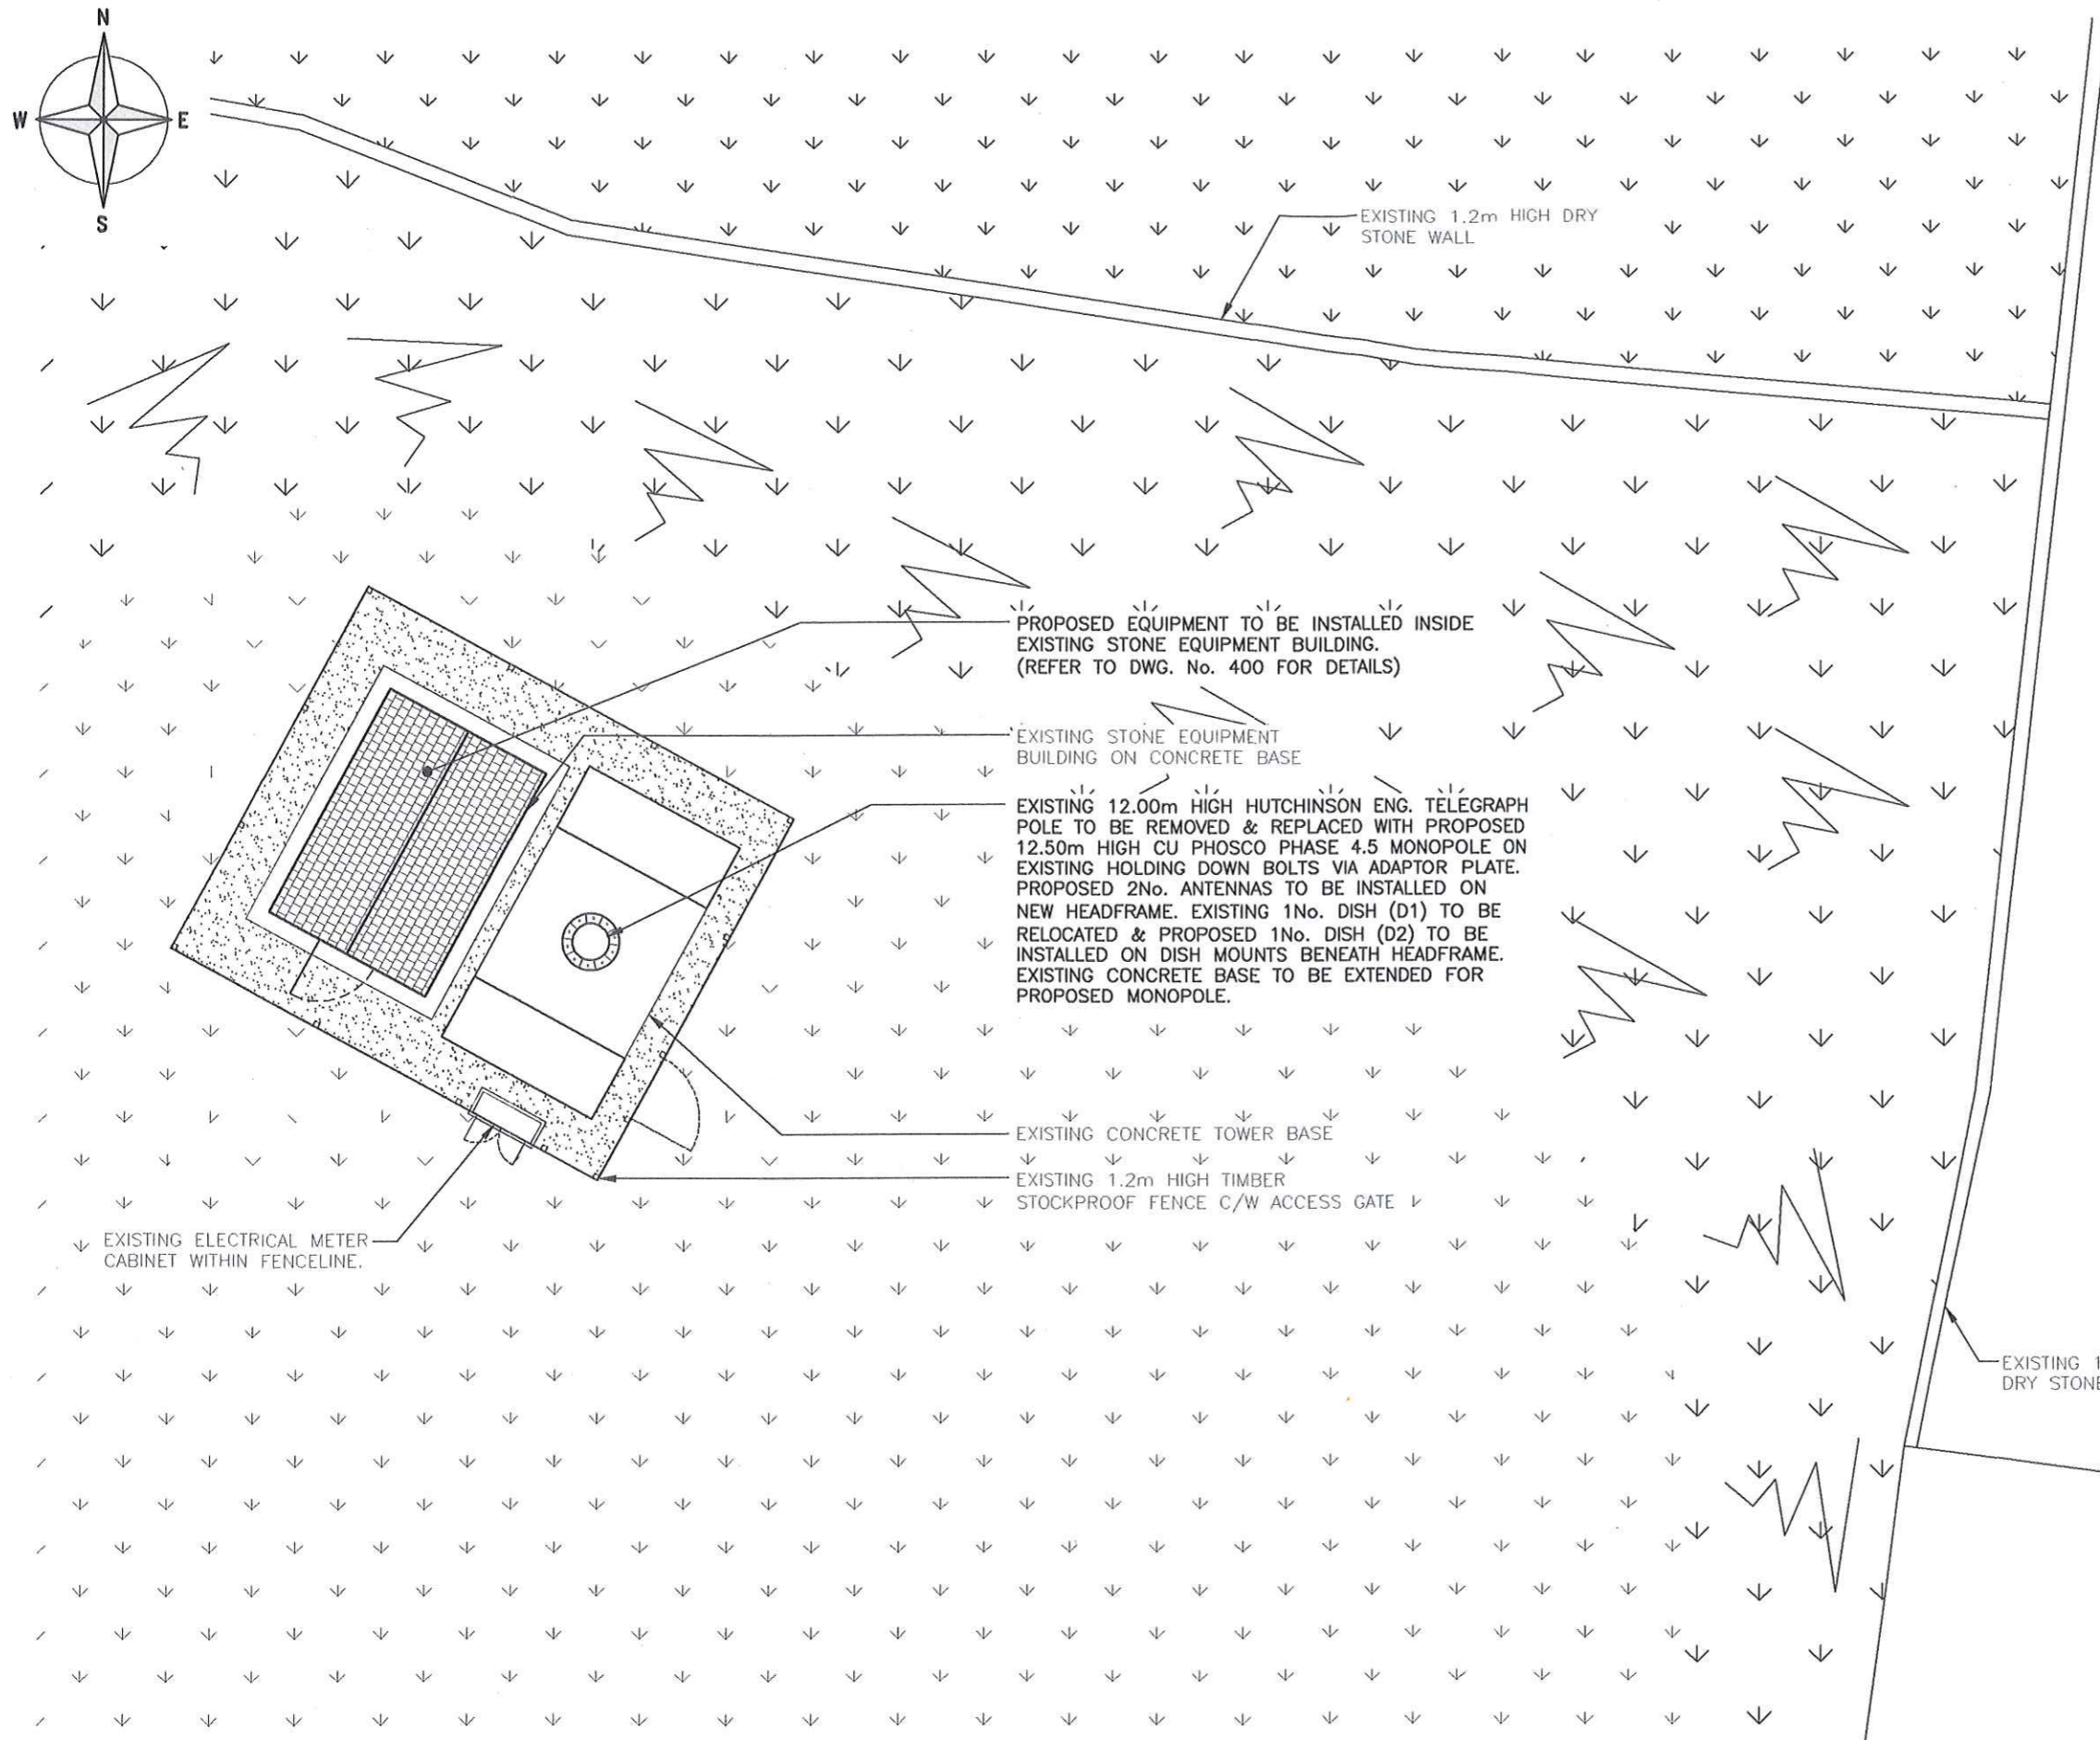 N
W
E
S
EXISTING 1.2m HIGH DRY
STONE WALL
PROPOSED EQUIPMENT TO BE INSTALLED INSIDE
EXISTING STONE EQUIPMENT BUILDING.
(REFER TO DWG. No. 400 FOR DETAILS)
EXISTING STONE EQUIPMENT
BUILDING ON CONCRETE BASE
EXISTING 12.00m HIGH HUTCHINSON ENG. TELEGRAPH
POLE TO BE REMOVED & REPLACED WITH PROPOSED
12.50m HIGH CU PHOSCO PHASE 4.5 MONOPOLE ON
EXISTING HOLDING DOWN BOLTS VIA ADAPTOR PLATE.
PROPOSED 2No. ANTENNAS TO BE INSTALLED ON
NEW HEADFRAME. EXISTING 1No. DISH (D1) TO BE
RELOCATED & PROPOSED 1No. DISH (D2) TO BE
INSTALLED ON DISH MOUNTS BENEATH HEADFRAME.
EXISTING CONCRETE BASE TO BE EXTENDED FOR
PROPOSED MONOPOLE.
EXISTING CONCRETE TOWER BASE
EXISTING 1.2m HIGH TIMBER
STOCKPROOF FENCE C/W ACCESS GATE
EXISTING ELECTRICAL METER
CABINET WITHIN FENCELINE.
EXISTING 1
DRY STONE